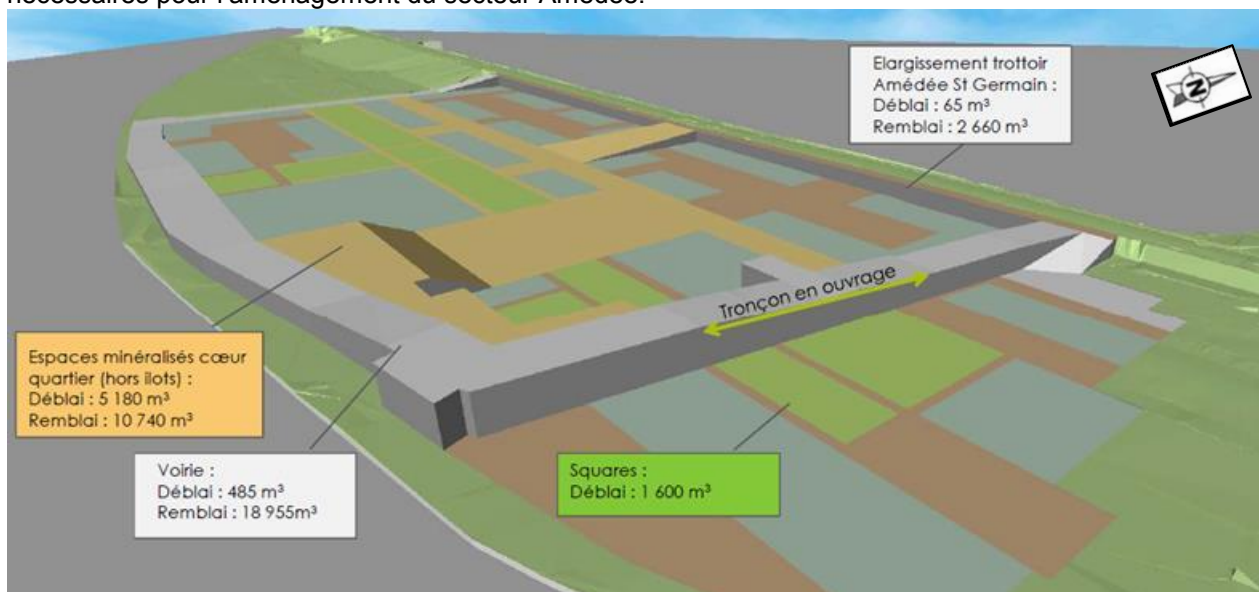 nécessaires pour l'aménagement du secteur Amédée.
Elargissement trottoir
Amédée St Germain :
Déblai : 65 m³
Remblai : 2 660 m³
N
Tronçon en ouvrage
Espaces minéralisés cœur
quartier (hors ilots) :
Déblai : 5 180 m³
Remblai : 10 740 m³
Voirie :
Déblai : 485 m³
Remblai : 18 955m³
Squares :
Déblai : 1 600 m³